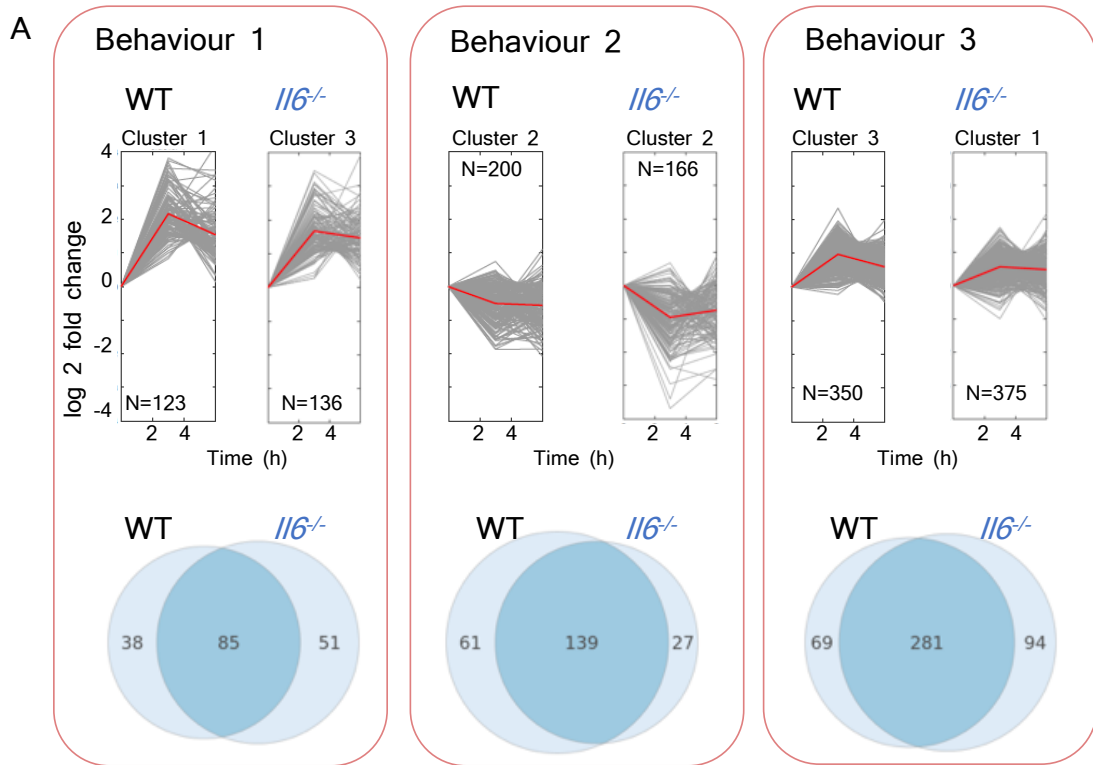 A
Behaviour 1
WT
Il6-/-
Cluster 1
Cluster 3
4
2
0
-2
-4
log 2 fold change
N=123
N=136
2 4
2 4
Time (h)
WT
Il6-/-
38
85
51
Behaviour 2
WT
Il6-/-
Cluster 2
Cluster 2
N=200
N=166
2 4
2 4
Time (h)
WT
Il6-/-
61
139
27
Behaviour 3
WT
Il6-/-
Cluster 3
Cluster 1
N=350
N=375
2 4
2 4
Time (h)
WT
Il6-/-
69
281
94